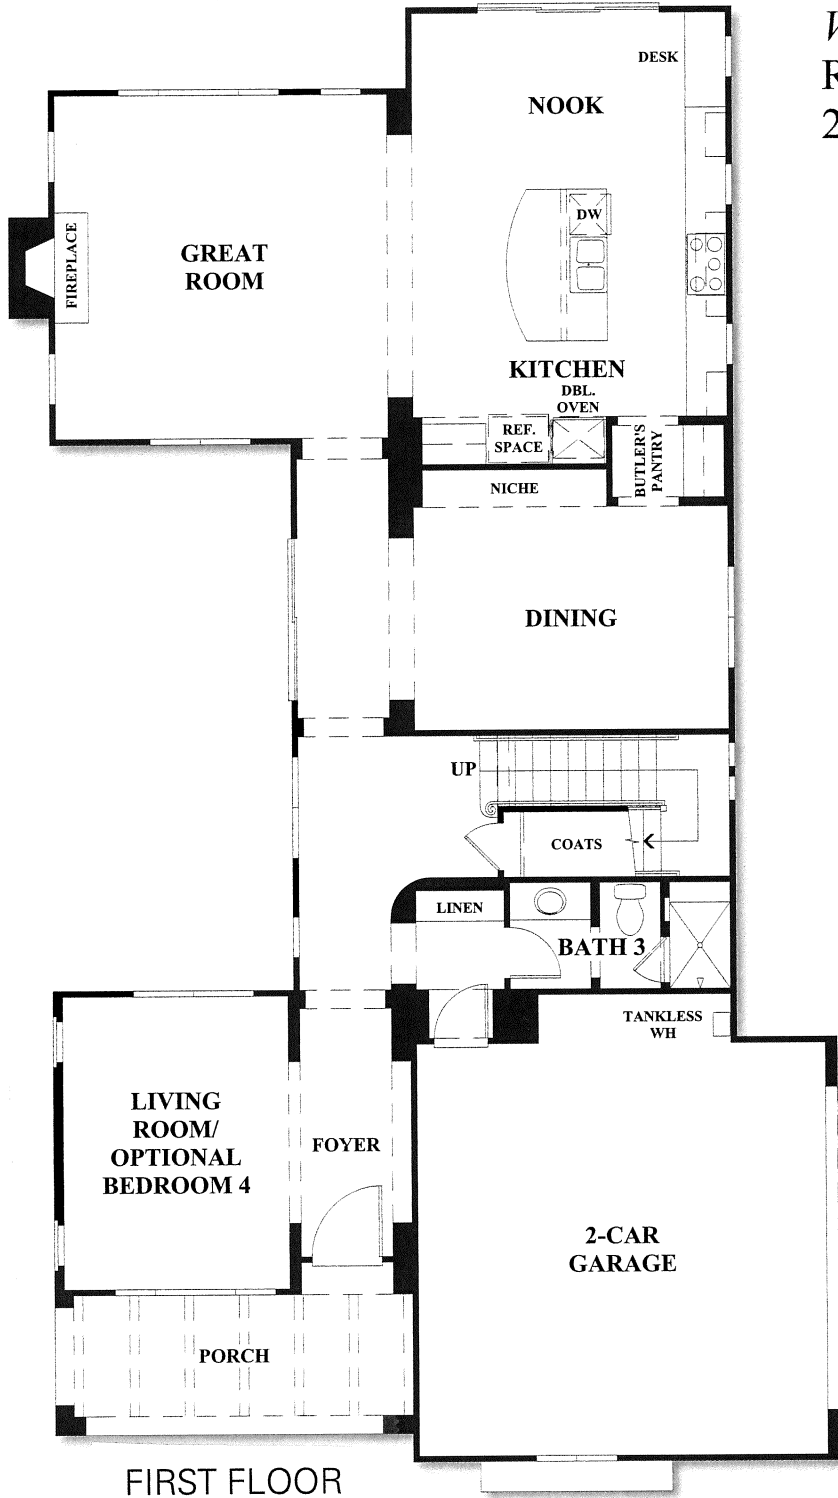 DESK
NOOK
DW
GREAT
ROOM
FIREPLACE
KITCHEN
DBL.
OVEN
REF.
SPACE
BUTLER'S
PANTRY
NICHE
DINING
UP
COATS
LINEN
BATH 3
TANKLESS
WH
LIVING
ROOM/
OPTIONAL
BEDROOM 4
FOYER
2-CAR
GARAGE
PORCH
FIRST FLOOR